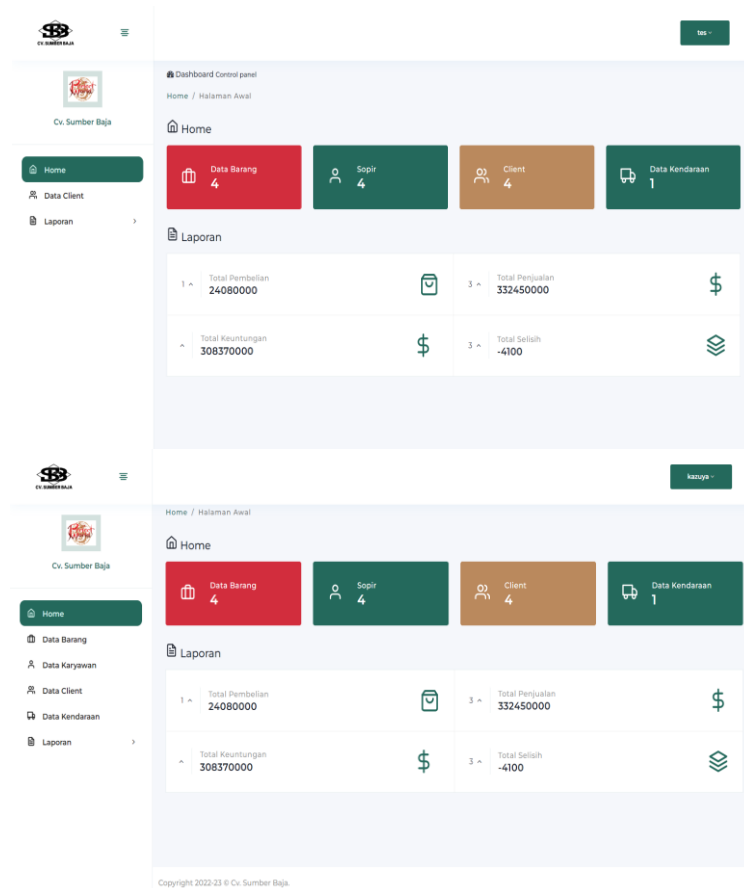 SBB
CV. SUMBER BAJA
tes
Cv. Sumber Baja
Home
Data Client
Laporan
Dashboard Control panel
Home / Halaman Awal
Home
Data Barang
4
Sopir
4
Client
4
Data Kendaraan
1
Laporan
1 Total Pembelian
24080000
3 Total Penjualan
332450000
Total Keuntungan
308370000
3 Total Selisih
-4100
CV. SUMBER BAJA
kazuya
Cv. Sumber Baja
Home
Data Barang
Data Karyawan
Data Client
Data Kendaraan
Laporan
Home / Halaman Awal
Home
Data Barang
4
Sopir
4
Client
4
Data Kendaraan
1
Laporan
1 Total Pembelian
24080000
3 Total Penjualan
332450000
Total Keuntungan
308370000
3 Total Selisih
-4100
Copyright 2022-23 © Cv. Sumber Baja.